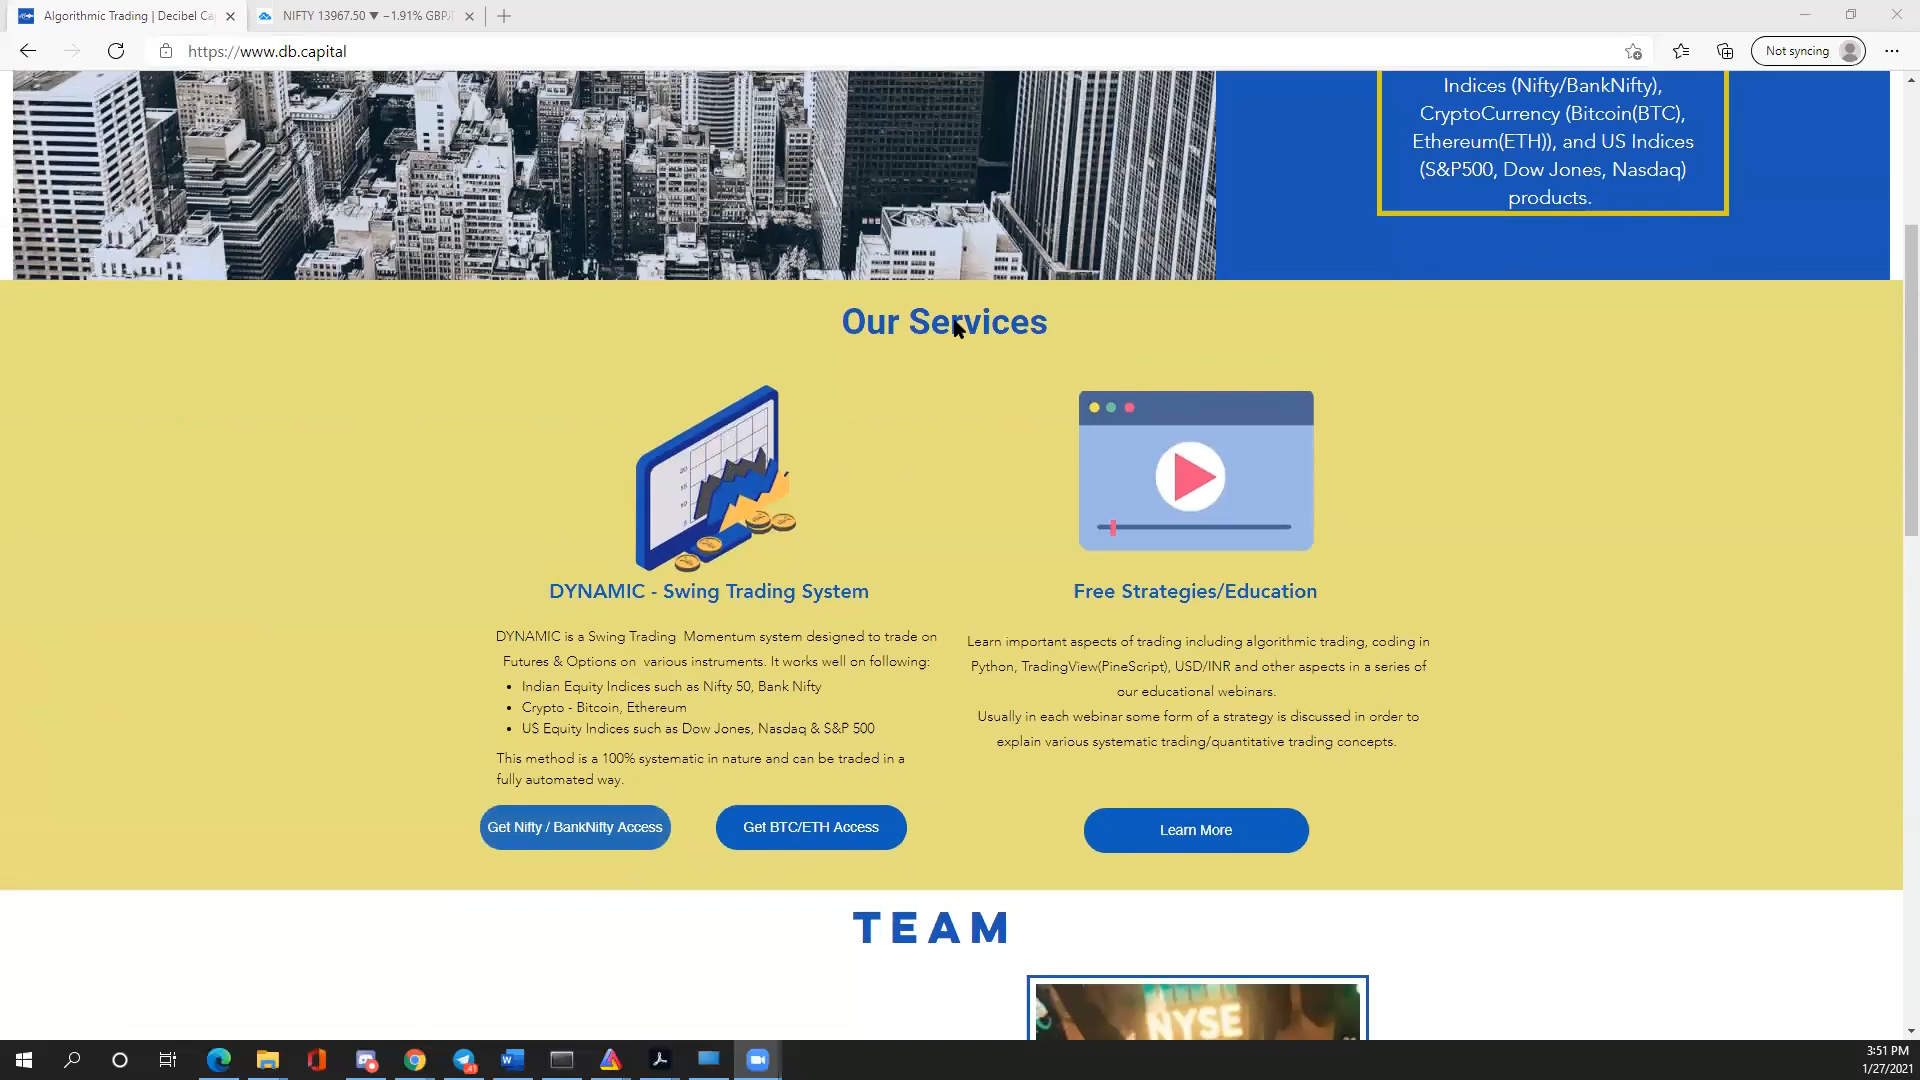 Algorithmic Trading | Decibel Ca
NIFTY 13967.50 ▼ −1.91% GBPJ
https://www.db.capital
Not syncing
Indices (Nifty/BankNifty),
CryptoCurrency (Bitcoin(BTC),
Ethereum(ETH)), and US Indices
(S&P500, Dow Jones, Nasdaq)
products.
Our Services
DYNAMIC - Swing Trading System
DYNAMIC is a Swing Trading Momentum system designed to trade on
Futures & Options on various instruments. It works well on following:
• Indian Equity Indices such as Nifty 50, Bank Nifty
• Crypto - Bitcoin, Ethereum
• US Equity Indices such as Dow Jones, Nasdaq & S&P 500
This method is a 100% systematic in nature and can be traded in a
fully automated way.
Get Nifty / BankNifty Access
Get BTC/ETH Access
Free Strategies/Education
Learn important aspects of trading including algorithmic trading, coding in
Python, TradingView(PineScript), USD/INR and other aspects in a series of
our educational webinars.
Usually in each webinar some form of a strategy is discussed in order to
explain various systematic trading/quantitative trading concepts.
Learn More
TEAM
NYSE
3:51 PM
1/27/2021